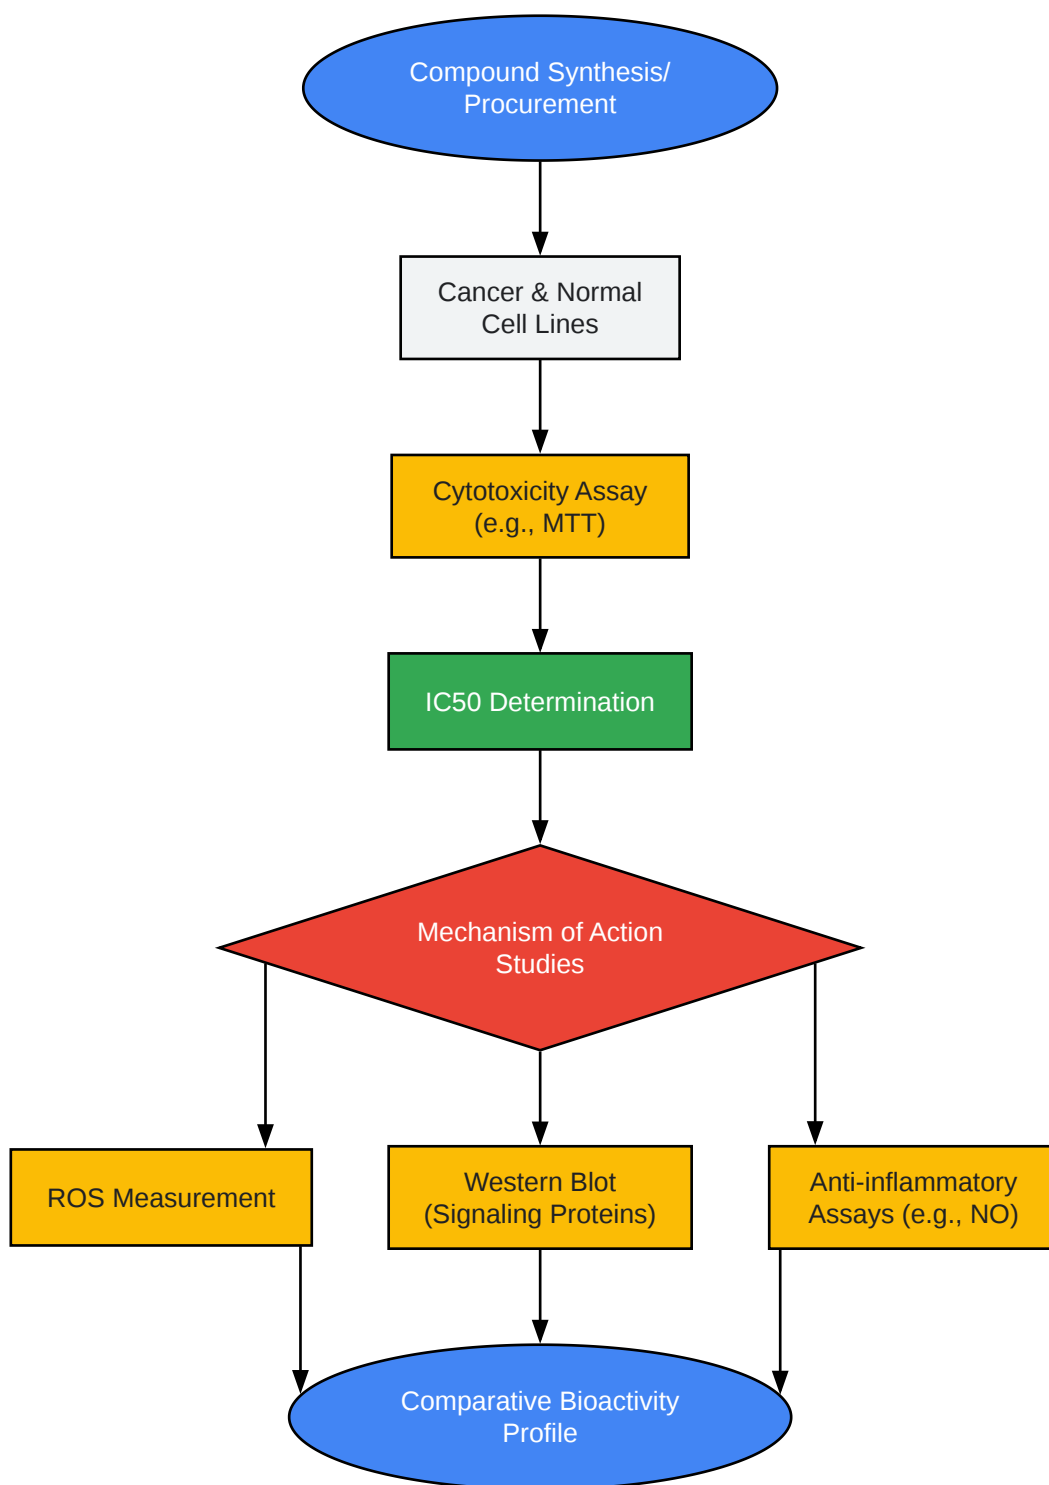 Compound Synthesis/
Procurement
Cancer & Normal
Cell Lines
Cytotoxicity Assay
(e.g., MTT)
IC50 Determination
Mechanism of Action
Studies
ROS Measurement
Western Blot
(Signaling Proteins)
Anti-inflammatory
Assays (e.g., NO)
Comparative Bioactivity
Profile